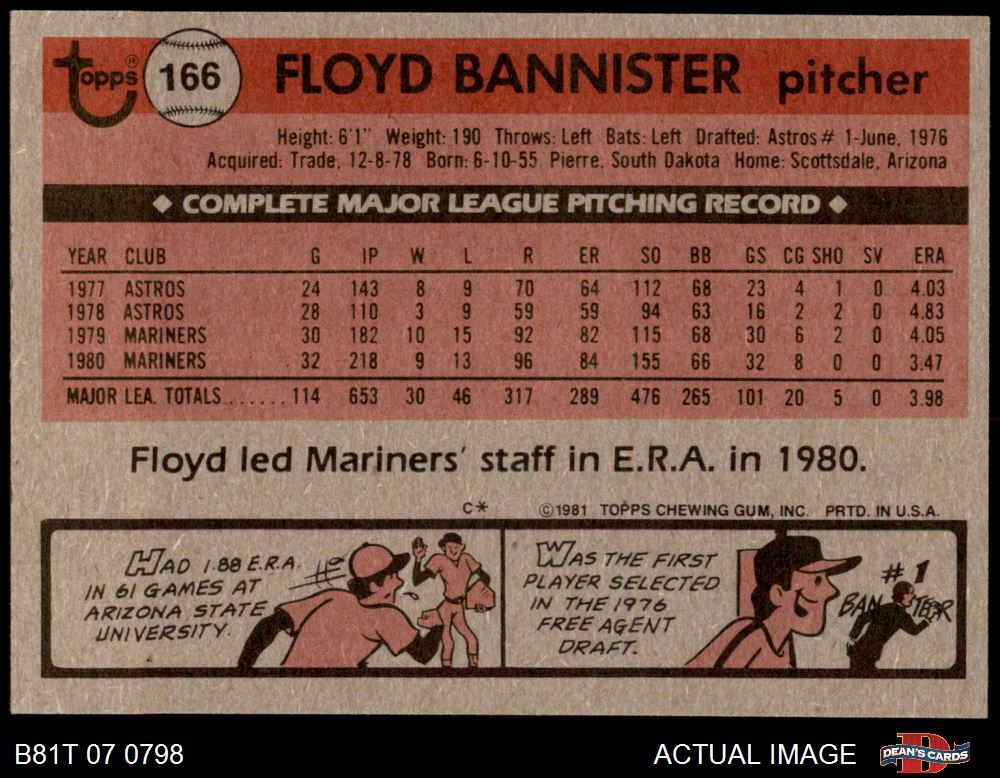 Topps® 166 FLOYD BANNISTER pitcher
Height: 6'1" Weight: 190 Throws: Left Bats: Left Drafted: Astros # 1-June, 1976
Acquired: Trade, 12-8-78 Born: 6-10-55 Pierre, South Dakota Home: Scottsdale, Arizona
◆ COMPLETE MAJOR LEAGUE PITCHING RECORD ◆
YEAR CLUB G IP W L R ER SO BB GS CG SHO SV ERA
1977 ASTROS 24 143 8 9 70 64 112 68 23 4 1 0 4.03
1978 ASTROS 28 110 3 9 59 59 94 63 16 2 2 0 4.83
1979 MARINERS 30 182 10 15 92 82 115 68 30 6 2 0 4.05
1980 MARINERS 32 218 9 13 96 84 155 66 32 8 0 0 3.47
MAJOR LEA. TOTALS ...... 114 653 30 46 317 289 476 265 101 20 5 0 3.98
Floyd led Mariners' staff in E.R.A. in 1980.
C* ©1981 TOPPS CHEWING GUM, INC. PRTD. IN U.S.A.
HAD 1.88 E.R.A.
IN 61 GAMES AT
ARIZONA STATE
UNIVERSITY.
WAS THE FIRST
PLAYER SELECTED
IN THE 1976
FREE AGENT
DRAFT.
#1
B81T 07 0798 ACTUAL IMAGE DEAN'S CARDS